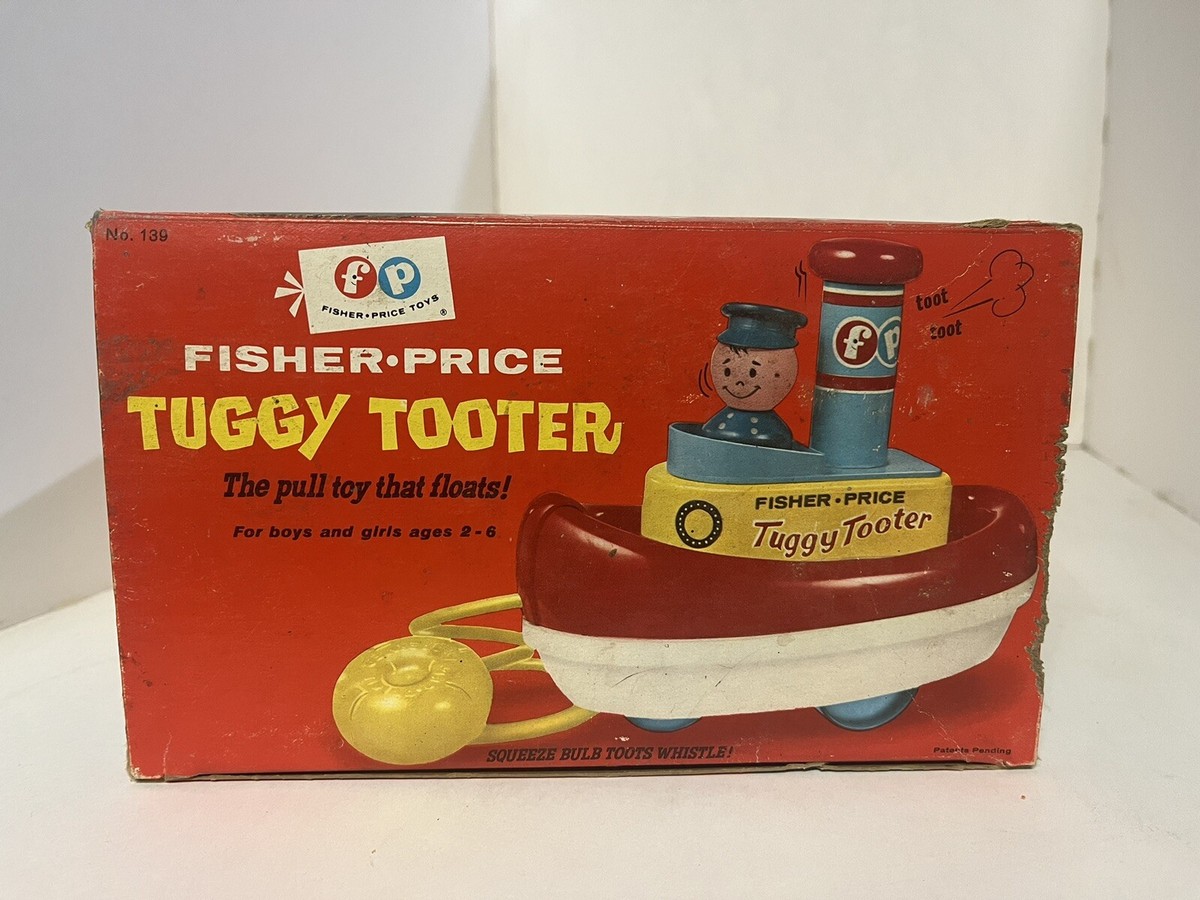 No. 139
fp
FISHER•PRICE TOYS
®
FISHER•PRICE
TUGGY TOOTER
The pull toy that floats!
For boys and girls ages 2-6
toot
toot
fp
FISHER•PRICE
Tuggy Tooter
SQUEEZE BULB TOOTS WHISTLE!
Patents Pending